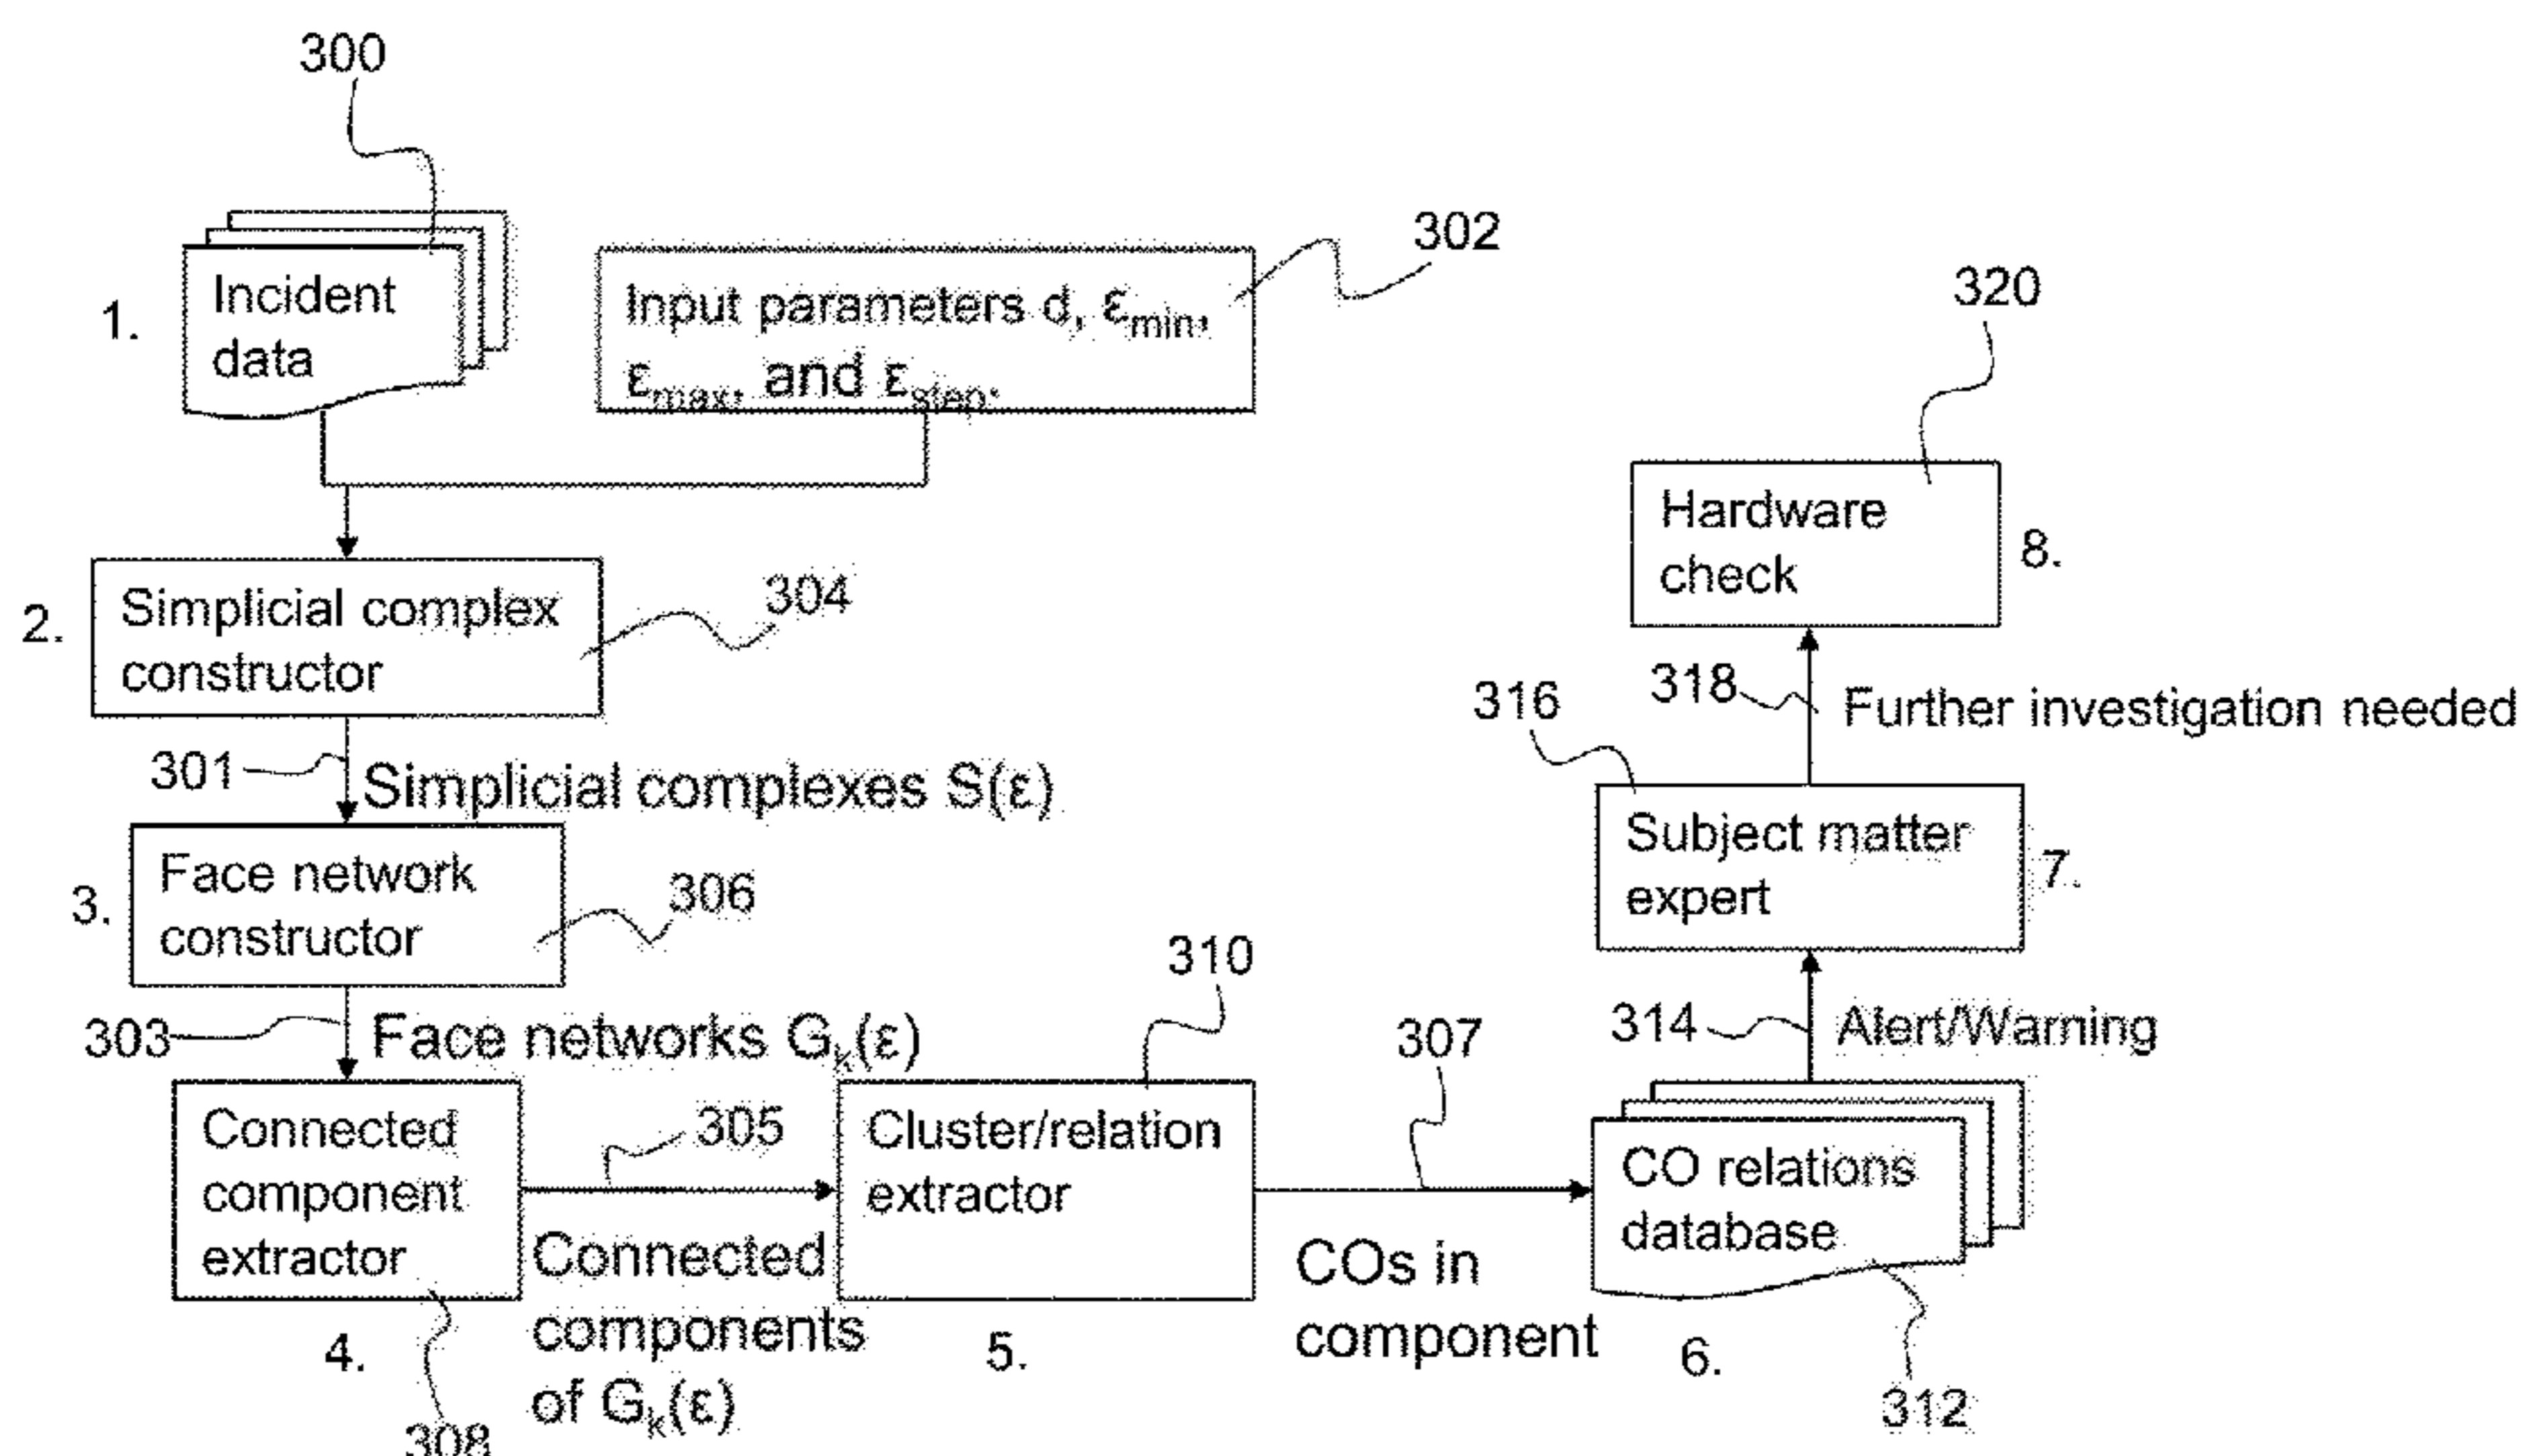 300
302
1.
Incident
data
Input parameters d, εmin,
εmax, and εstep.
320
Hardware
check
8.
2.
Simplicial complex
constructor
304
318
Further investigation needed
316
301
Simplicial complexes S(ε)
Subject matter
expert
7.
3.
Face network
constructor
306
310
303
Face networks Gk(ε)
307
314
Alert/Warning
Connected
component
extractor
305
Cluster/relation
extractor
CO relations
database
Connected
components
of Gk(ε)
COs in
component
4.
5.
6.
308
312